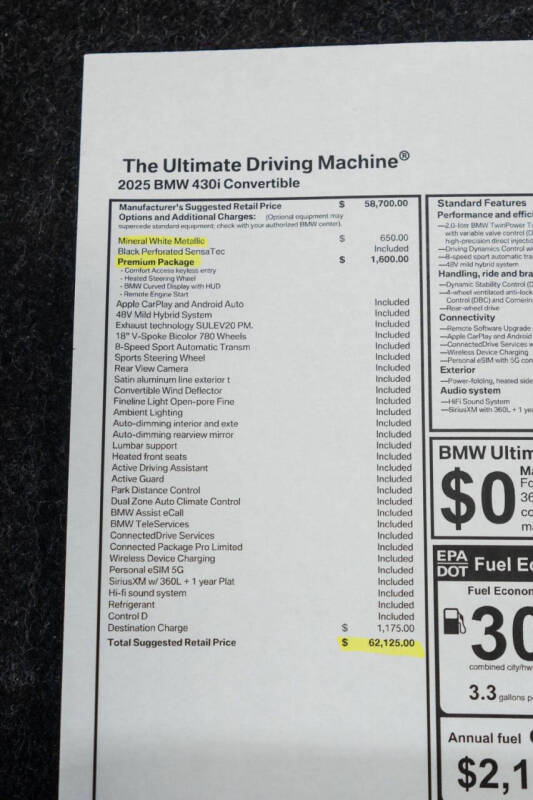 The Ultimate Driving Machine®
2025 BMW 430i Convertible
Manufacturer's Suggested Retail Price $ 58,700.00
Options and Additional Charges: (Optional equipment may
supercede standard equipment; check with your authorized BMW center).
Mineral White Metallic $ 650.00
Black Perforated SensaTec Included
Premium Package $ 1,600.00
- Comfort Access keyless entry
- Heated Steering Wheel
- BMW Curved Display with HUD
- Remote Engine Start
Apple CarPlay and Android Auto Included
48V Mild Hybrid System Included
Exhaust technology SULEV20 PM. Included
18" V-Spoke Bicolor 780 Wheels Included
8-Speed Sport Automatic Transm Included
Sports Steering Wheel Included
Rear View Camera Included
Satin aluminum line exterior t Included
Convertible Wind Deflector Included
Fineline Light Open-pore Fine Included
Ambient Lighting Included
Auto-dimming interior and exte Included
Auto-dimming rearview mirror Included
Lumbar support Included
Heated front seats Included
Active Driving Assistant Included
Active Guard Included
Park Distance Control Included
Dual Zone Auto Climate Control Included
BMW Assist eCall Included
BMW TeleServices Included
ConnectedDrive Services Included
Connected Package Pro Limited Included
Wireless Device Charging Included
Personal eSIM 5G Included
SiriusXM w/ 360L + 1 year Plat Included
Hi-fi sound system Included
Refrigerant Included
Control D Included
Destination Charge $ 1,175.00
Total Suggested Retail Price $ 62,125.00
Standard Features
Performance and effici
—2.0-liter BMW TwinPower T
with variable valve control (D
high-precision direct injectio
—Driving Dynamics Control wi
—8-speed sport automatic tra
—48V mild hybrid system
Handling, ride and bra
—Dynamic Stability Control (D
—4-wheel ventilated anti-lock
Control (DBC) and Cornerin
—Rear-wheel drive
Connectivity
—Remote Software Upgrade
—Apple CarPlay and Android
—ConnectedDrive Services w
—Wireless Device Charging
—Personal eSIM with 5G con
Exterior
—Power-folding, heated side
Audio system
—HiFi Sound System
—SiriusXM with 360L + 1 yea
BMW Ultim
$0
Ma
Fo
36
co
ma
EPA
DOT
Fuel Ec
Fuel Econom
30
combined city/hw
3.3 gallons p
Annual fuel
$2,1